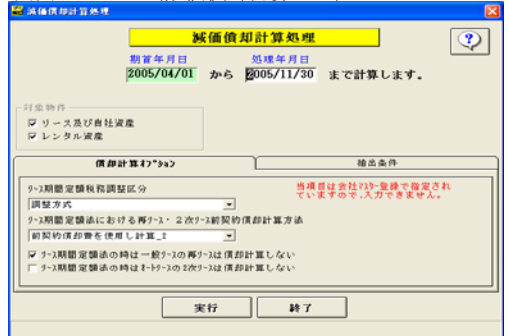 減価償却計算処理
減価償却計算処理
期首年月日 処理年月日
2005/04/01 から 2005/11/30 まで計算します。
対象物件
リース及び自社資産
レンタル資産
償却計算オプション 抽出条件
リース期間定額税務調整区分
当項目は会社マスター登録で指定され
ていますので、入力できません。
調整方式
リース期間定額法における再リース・2次リース前契約償却計算方法
前契約償却費を使用し計算_2
リース期間定額法の時は一般リースの再リースは償却計算しない
リース期間定額法の時はオートリースの2次リースは償却計算しない
実行 終了